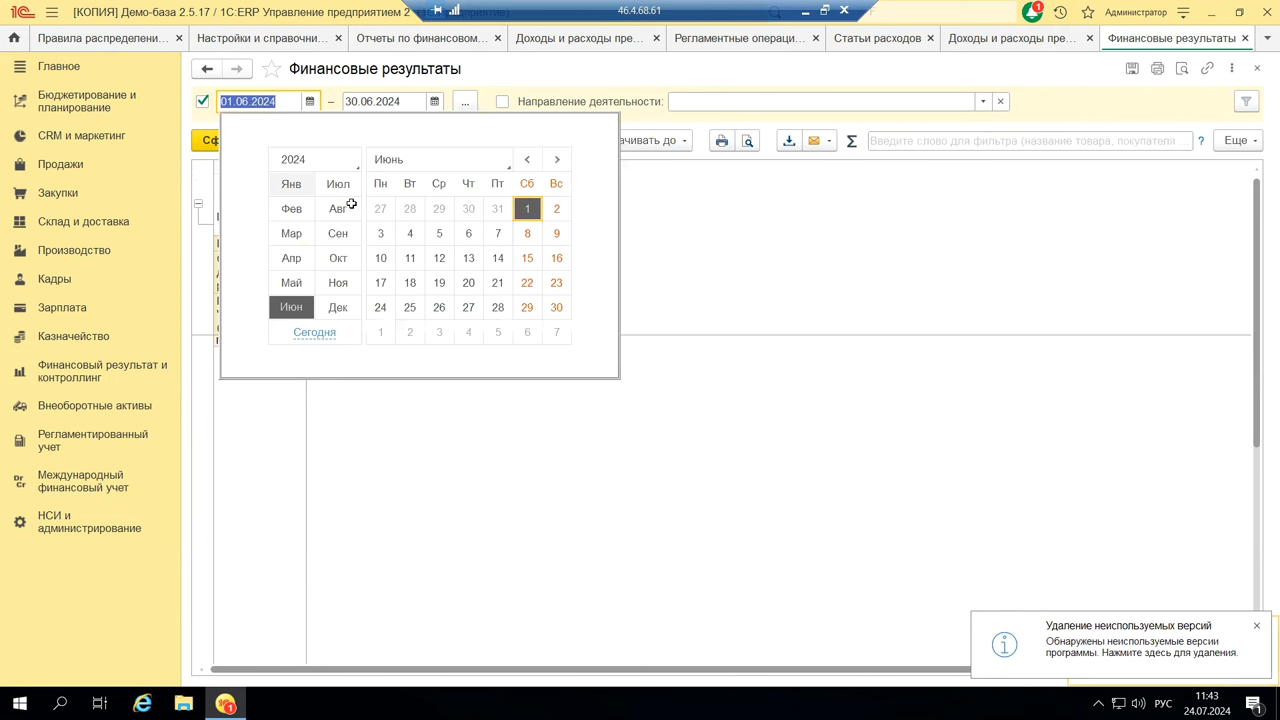 [КОПИЯ] Демо-база 2.5.17 / 1С:ERP Управление предприятием 2
46.4.68.61
Администратор
Правила распределени...
Настройки и справочни...
Отчеты по финансовом...
Доходы и расходы пре...
Регламентные операци...
Статьи расходов
Доходы и расходы пре...
Финансовые результаты
Главное
Бюджетирование и
планирование
CRM и маркетинг
Продажи
Закупки
Склад и доставка
Производство
Кадры
Зарплата
Казначейство
Финансовый результат и
контроллинг
Внеоборотные активы
Регламентированный
учет
Международный
финансовый учет
НСИ и
администрирование
Финансовые результаты
01.06.2024 – 30.06.2024 ... Направление деятельности:
Сф
ачивать до
Σ
Введите слово для фильтра (название товара, покупателя ...
?
Еще
2024 Июнь
Янв Июл Пн Вт Ср Чт Пт Сб Вс
Фев Авг 27 28 29 30 31 1 2
Мар Сен 3 4 5 6 7 8 9
Апр Окт 10 11 12 13 14 15 16
Май Ноя 17 18 19 20 21 22 23
Июн Дек 24 25 26 27 28 29 30
Сегодня 1 2 3 4 5 6 7
Удаление неиспользуемых версий
Обнаружены неиспользуемые версии
программы. Нажмите здесь для удаления.
РУС
11:43
24.07.2024